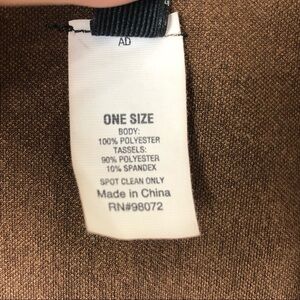 AD
ONE SIZE
BODY:
100% POLYESTER
TASSELS:
90% POLYESTER
10% SPANDEX
SPOT CLEAN ONLY
Made in China
RN#98072